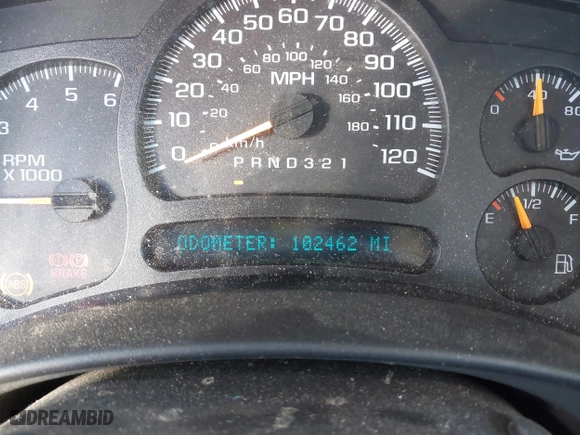 60
50 70
40 80
30 90
20 100
10 110
0 120
20 40 60 80 100 120 140 160 180
MPH
km/h
P R N D 3 2 1
3 4 5 6
RPM
X 1000
0 40 80
E 1/2 F
ODOMETER: 102462 MI
ABS
BRAKE
DREAMBID